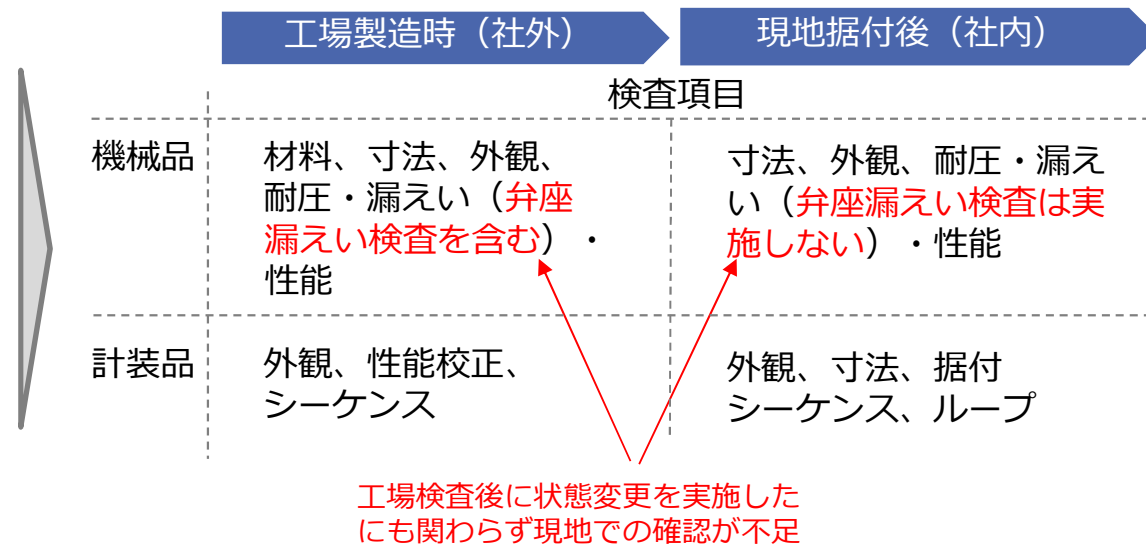 工場製造時（社外）
現地据付後（社内）
検査項目
機械品
材料、寸法、外観、
耐圧・漏えい（弁座
漏えい検査を含む）・
性能
寸法、外観、耐圧・漏え
い（弁座漏えい検査は実
施しない）・性能
計装品
外観、性能校正、
シーケンス
外観、寸法、据付
シーケンス、ループ
工場検査後に状態変更を実施した
にも関わらず現地での確認が不足